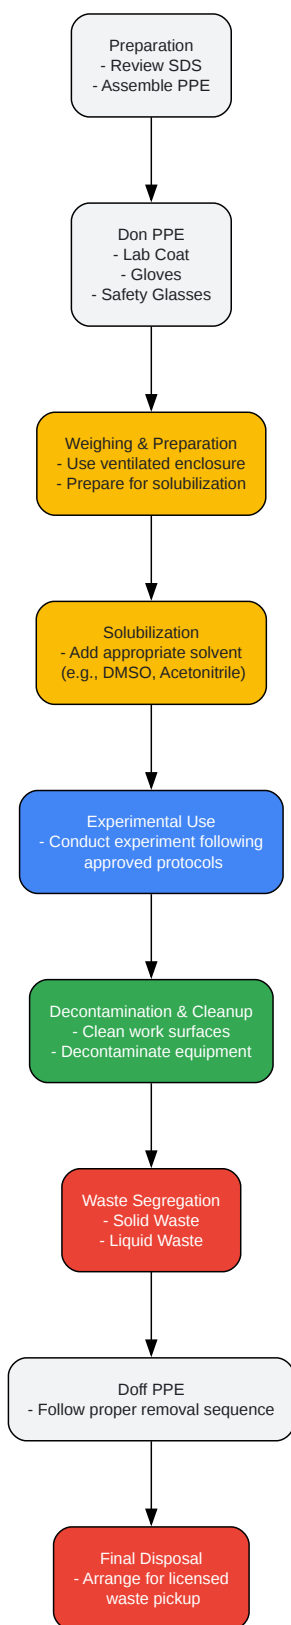 Preparation
- Review SDS
- Assemble PPE
Don PPE
- Lab Coat
- Gloves
- Safety Glasses
Weighing & Preparation
- Use ventilated enclosure
- Prepare for solubilization
Solubilization
- Add appropriate solvent
(e.g., DMSO, Acetonitrile)
Experimental Use
- Conduct experiment following
approved protocols
Decontamination & Cleanup
- Clean work surfaces
- Decontaminate equipment
Waste Segregation
- Solid Waste
- Liquid Waste
Doff PPE
- Follow proper removal sequence
Final Disposal
- Arrange for licensed
waste pickup